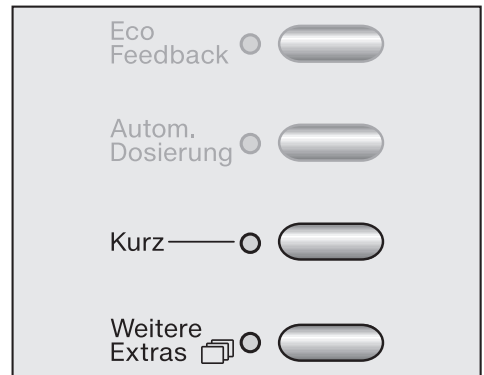 Eco
Feedback
Autom.
Dosierung
Kurz
Weitere
Extras